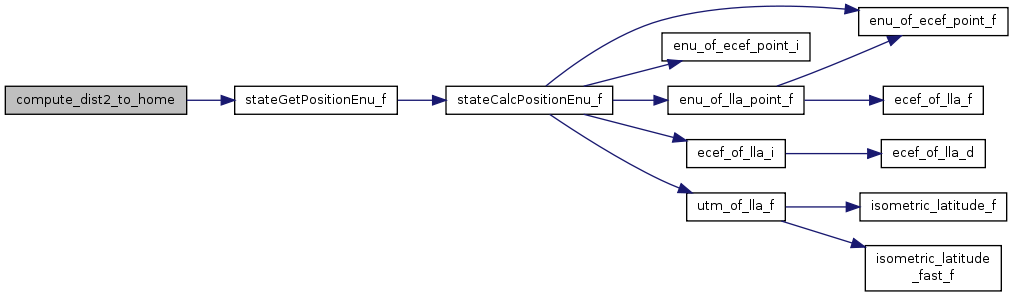 compute_dist2_to_home
stateGetPositionEnu_f
stateCalcPositionEnu_f
enu_of_ecef_point_f
enu_of_ecef_point_i
enu_of_lla_point_f
ecef_of_lla_f
ecef_of_lla_i
ecef_of_lla_d
utm_of_lla_f
isometric_latitude_f
isometric_latitude
_fast_f